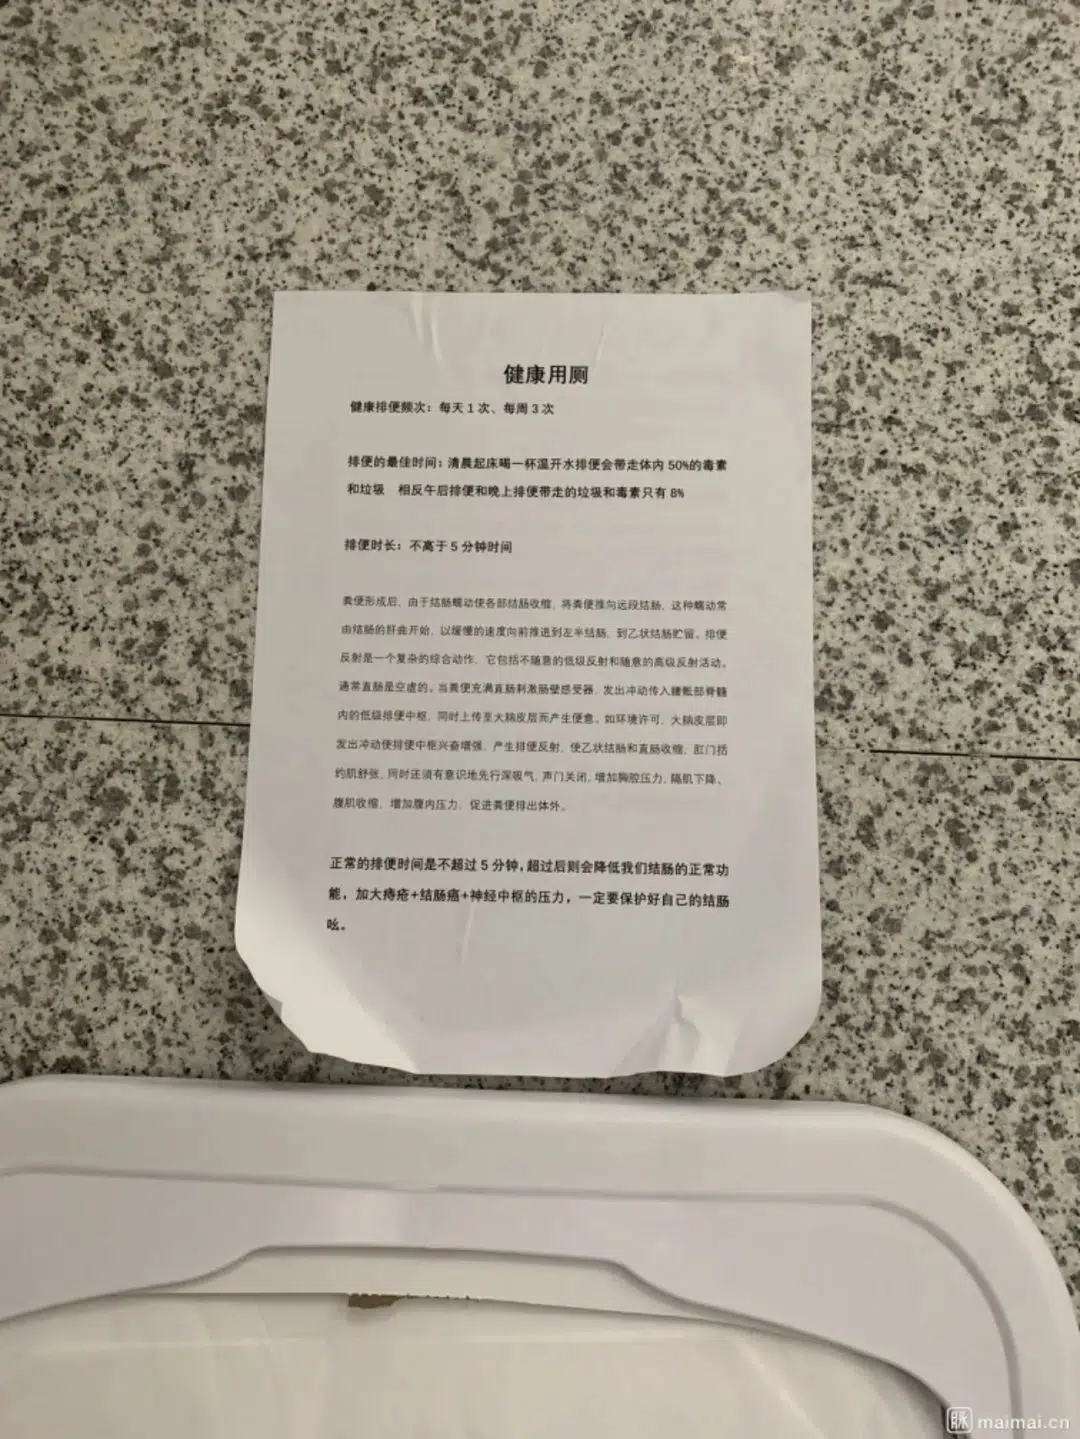 健康用厕
健康排便频次：每天1次、每周3次
排便的最佳时间：清晨起床喝一杯温开水排便会带走体内50%的毒素
和垃圾 相反午后排便和晚上排便带走的垃圾和毒素只有8%
排便时长：不高于5分钟时间
粪便形成后，由于结肠蠕动使各部结肠收缩，将粪便推向远段结肠，这种蠕动常
由结肠的肝曲开始，以缓慢的速度向前推进到左半结肠，到乙状结肠贮留。排便
反射是一个复杂的综合动作，它包括不随意的低级反射和随意的高级反射活动。
通常直肠是空虚的。当粪便充满直肠刺激肠壁感受器，发出冲动传入腰骶部脊髓
内的低级排便中枢，同时上传至大脑皮层而产生便意。如环境许可，大脑皮层即
发出冲动使排便中枢兴奋增强，产生排便反射，使乙状结肠和直肠收缩，肛门括
约肌舒张，同时还须有意识地先行深吸气，声门关闭，增加胸腔压力，隔肌下降、
腹肌收缩，增加腹内压力，促进粪便排出体外。
正常的排便时间是不超过5分钟，超过后则会降低我们结肠的正常功
能，加大痔疮+结肠癌+神经中枢的压力，一定要保护好自己的结肠
吆。
脉 maimai.cn